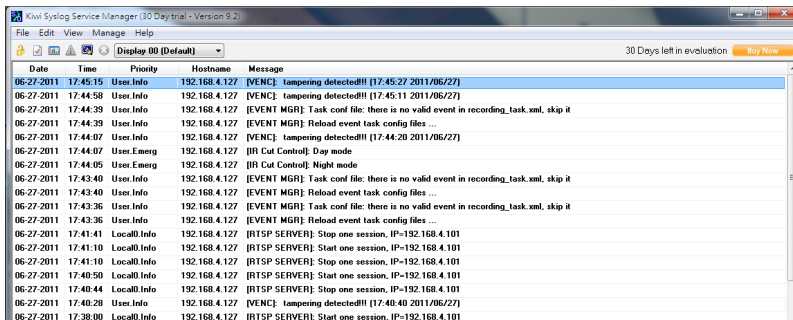 Kiwi Syslog Service Manager (30 Day trial - Version 9.2)
File Edit View Manage Help
Display 00 (Default) 30 Days left in evaluation Buy Now
Date Time Priority Hostname Message
06-27-2011 17:45:15 User.Info 192.168.4.127 [VENC]: tampering detected!!! (17:45:27 2011/06/27)
06-27-2011 17:44:58 User.Info 192.168.4.127 [VENC]: tampering detected!!! (17:45:11 2011/06/27)
06-27-2011 17:44:39 User.Info 192.168.4.127 [EVENT MGR]: Task conf file: there is no valid event in recording_task.xml, skip it
06-27-2011 17:44:39 User.Info 192.168.4.127 [EVENT MGR]: Reload event task config files ...
06-27-2011 17:44:07 User.Info 192.168.4.127 [VENC]: tampering detected!!! (17:44:20 2011/06/27)
06-27-2011 17:44:07 User.Emerg 192.168.4.127 [IR Cut Control]: Day mode
06-27-2011 17:44:05 User.Emerg 192.168.4.127 [IR Cut Control]: Night mode
06-27-2011 17:43:40 User.Info 192.168.4.127 [EVENT MGR]: Task conf file: there is no valid event in recording_task.xml, skip it
06-27-2011 17:43:40 User.Info 192.168.4.127 [EVENT MGR]: Reload event task config files ...
06-27-2011 17:43:36 User.Info 192.168.4.127 [EVENT MGR]: Task conf file: there is no valid event in recording_task.xml, skip it
06-27-2011 17:43:36 User.Info 192.168.4.127 [EVENT MGR]: Reload event task config files ...
06-27-2011 17:41:41 Local0.Info 192.168.4.127 [RTSP SERVER]: Stop one session, IP=192.168.4.101
06-27-2011 17:41:10 Local0.Info 192.168.4.127 [RTSP SERVER]: Start one session, IP=192.168.4.101
06-27-2011 17:41:10 Local0.Info 192.168.4.127 [RTSP SERVER]: Stop one session, IP=192.168.4.101
06-27-2011 17:40:50 Local0.Info 192.168.4.127 [RTSP SERVER]: Start one session, IP=192.168.4.101
06-27-2011 17:40:44 Local0.Info 192.168.4.127 [RTSP SERVER]: Stop one session, IP=192.168.4.101
06-27-2011 17:40:28 User.Info 192.168.4.127 [VENC]: tampering detected!!! (17:40:40 2011/06/27)
06-27-2011 17:38:00 Local0.Info 192.168.4.127 [RTSP SERVER]: Start one session, IP=192.168.4.101